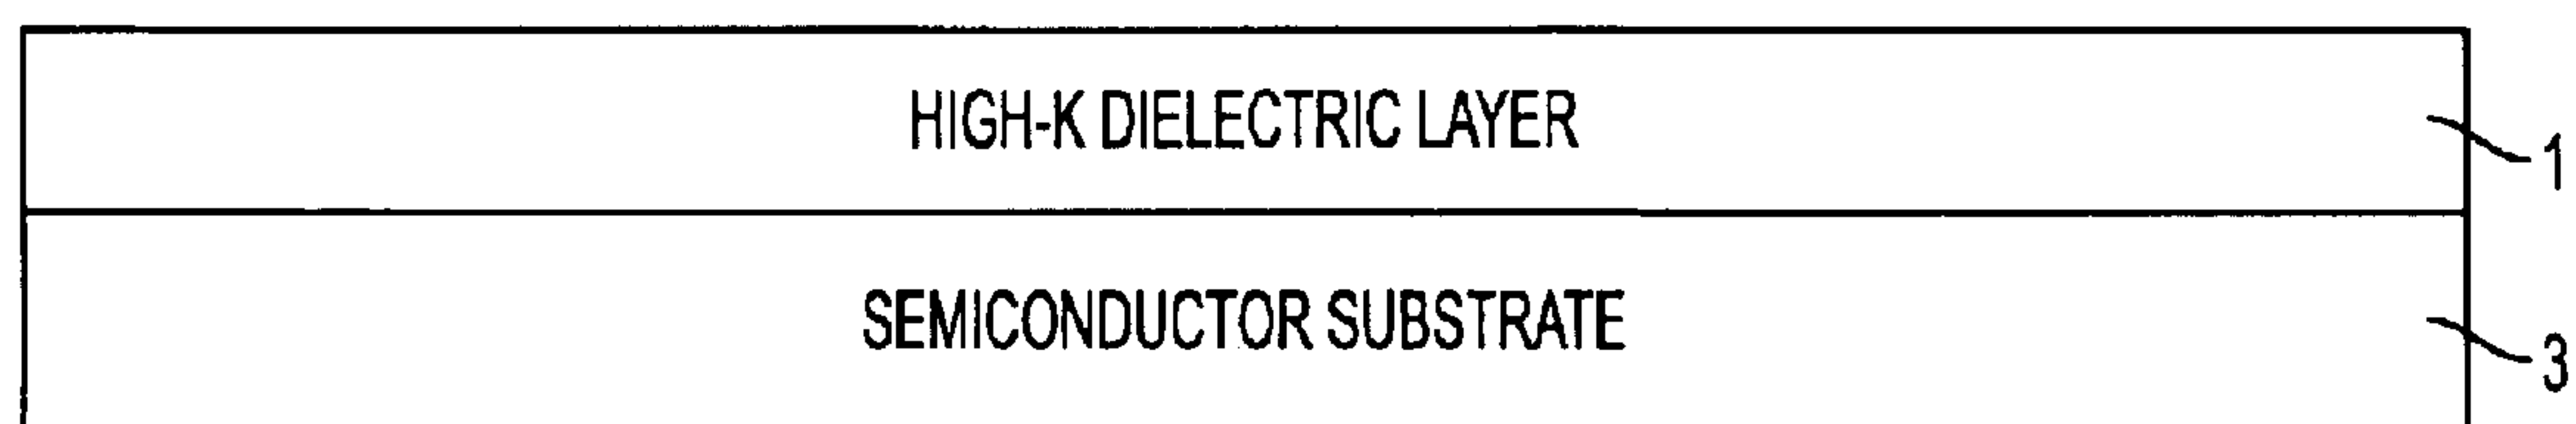 HIGH-K DIELECTRIC LAYER
1
SEMICONDUCTOR SUBSTRATE
3